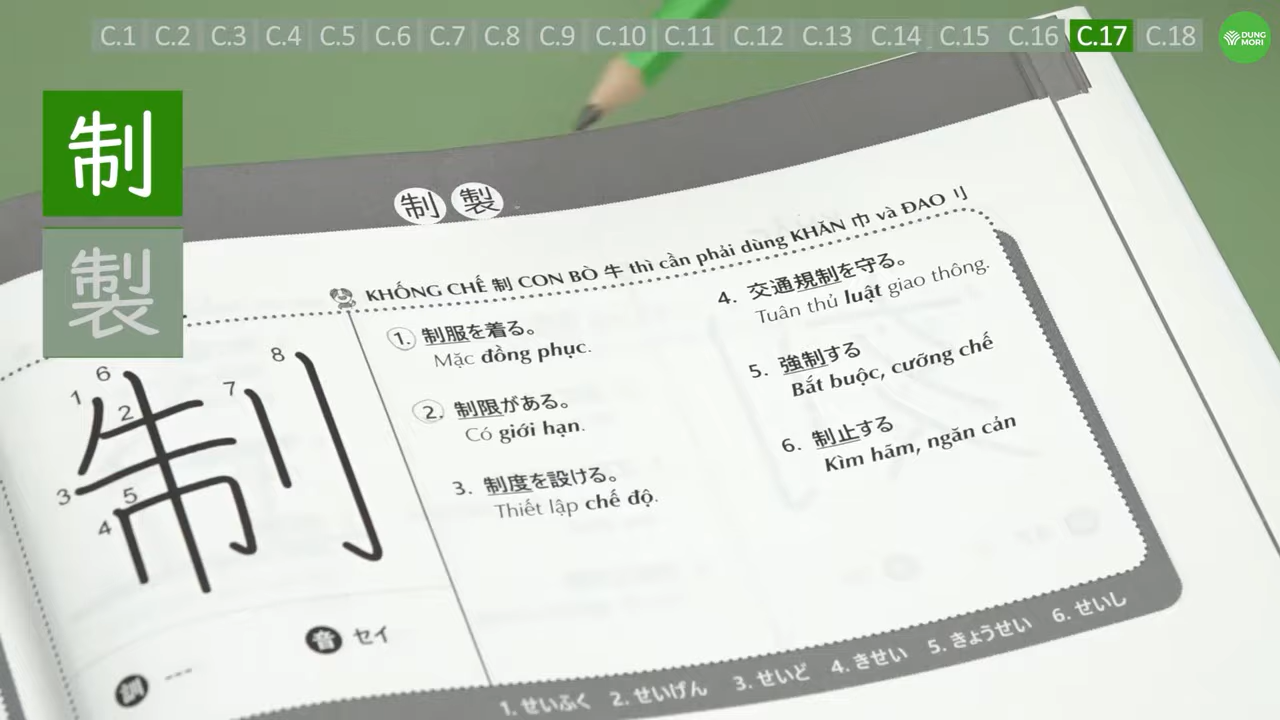 C.1 C.2 C.3 C.4 C.5 C.6 C.7 C.8 C.9 C.10 C.11 C.12 C.13 C.14 C.15 C.16 C.17 C.18
DUNG
MORI
制
製
制 製
KHỐNG CHẾ 制 CON BÒ 牛 thì cần phải dùng KHĂN 巾 và ĐAO 刂
1 2 3 4 5 6 7 8
制
音 セイ
訓 ---
1. 制服を着る。
Mặc đồng phục.
2. 制限がある。
Có giới hạn.
3. 制度を設ける。
Thiết lập chế độ.
4. 交通規制を守る。
Tuân thủ luật giao thông.
5. 強制する
Bắt buộc, cưỡng chế
6. 制止する
Kìm hãm, ngăn cản
1. せいふく 2. せいげん 3. せいど 4. きせい 5. きょうせい 6. せいし